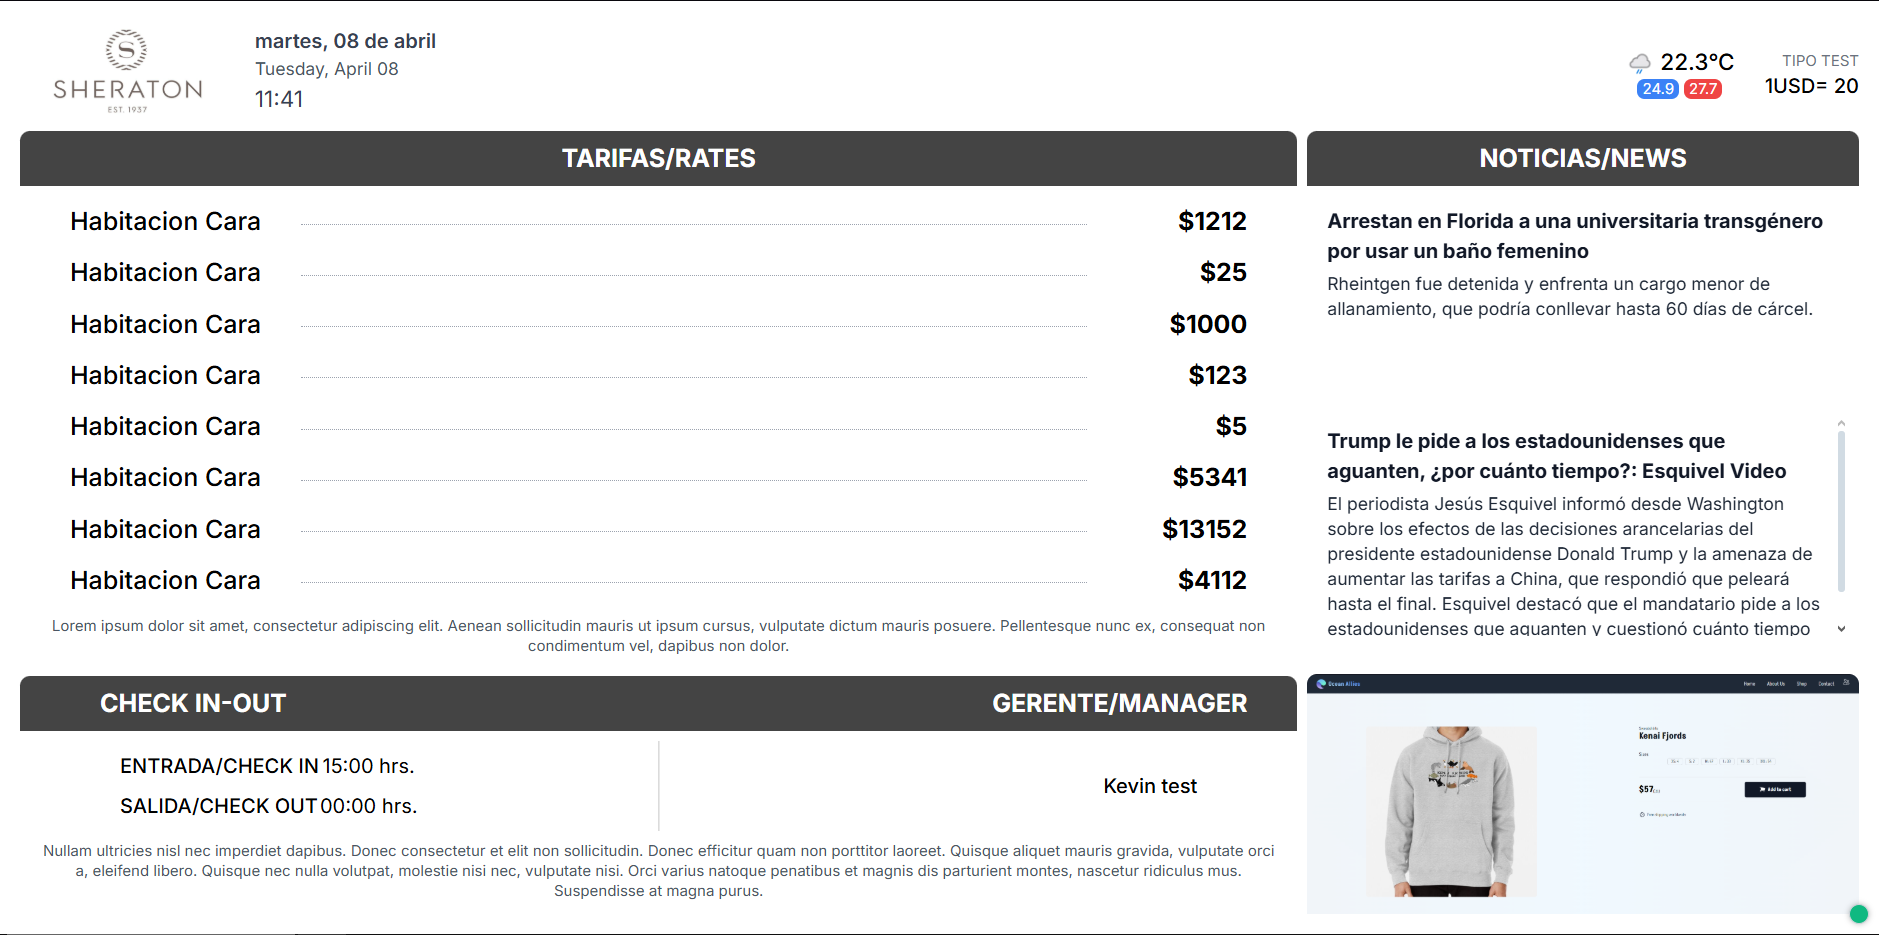 SHERATON
EST. 1937
martes, 08 de abril
Tuesday, April 08
11:41
22.3°C
24.9 27.7
TIPO TEST
1USD= 20
TARIFAS/RATES
Habitacion Cara $1212
Habitacion Cara $25
Habitacion Cara $1000
Habitacion Cara $123
Habitacion Cara $5
Habitacion Cara $5341
Habitacion Cara $13152
Habitacion Cara $4112
Lorem ipsum dolor sit amet, consectetur adipiscing elit. Aenean sollicitudin mauris ut ipsum cursus, vulputate dictum mauris posuere. Pellentesque nunc ex, consequat non
condimentum vel, dapibus non dolor.
CHECK IN-OUT
ENTRADA/CHECK IN 15:00 hrs.
SALIDA/CHECK OUT 00:00 hrs.
GERENTE/MANAGER
Kevin test
Nullam ultricies nisl nec imperdiet dapibus. Donec consectetur et elit non sollicitudin. Donec efficitur quam non porttitor laoreet. Quisque aliquet mauris gravida, vulputate orci
a, eleifend libero. Quisque nec nulla volutpat, molestie nisi nec, vulputate nisi. Orci varius natoque penatibus et magnis dis parturient montes, nascetur ridiculus mus.
Suspendisse at magna purus.
NOTICIAS/NEWS
Arrestan en Florida a una universitaria transgénero
por usar un baño femenino
Rheintgen fue detenida y enfrenta un cargo menor de
allanamiento, que podría conllevar hasta 60 días de cárcel.
Trump le pide a los estadounidenses que
aguanten, ¿por cuánto tiempo?: Esquivel Video
El periodista Jesús Esquivel informó desde Washington
sobre los efectos de las decisiones arancelarias del
presidente estadounidense Donald Trump y la amenaza de
aumentar las tarifas a China, que respondió que peleará
hasta el final. Esquivel destacó que el mandatario pide a los
estadounidenses que aguanten y cuestionó cuánto tiempo
Ocean Allies
Home About Us Shop Contact
Kenai Fjords
Sizes
$57
Add to cart